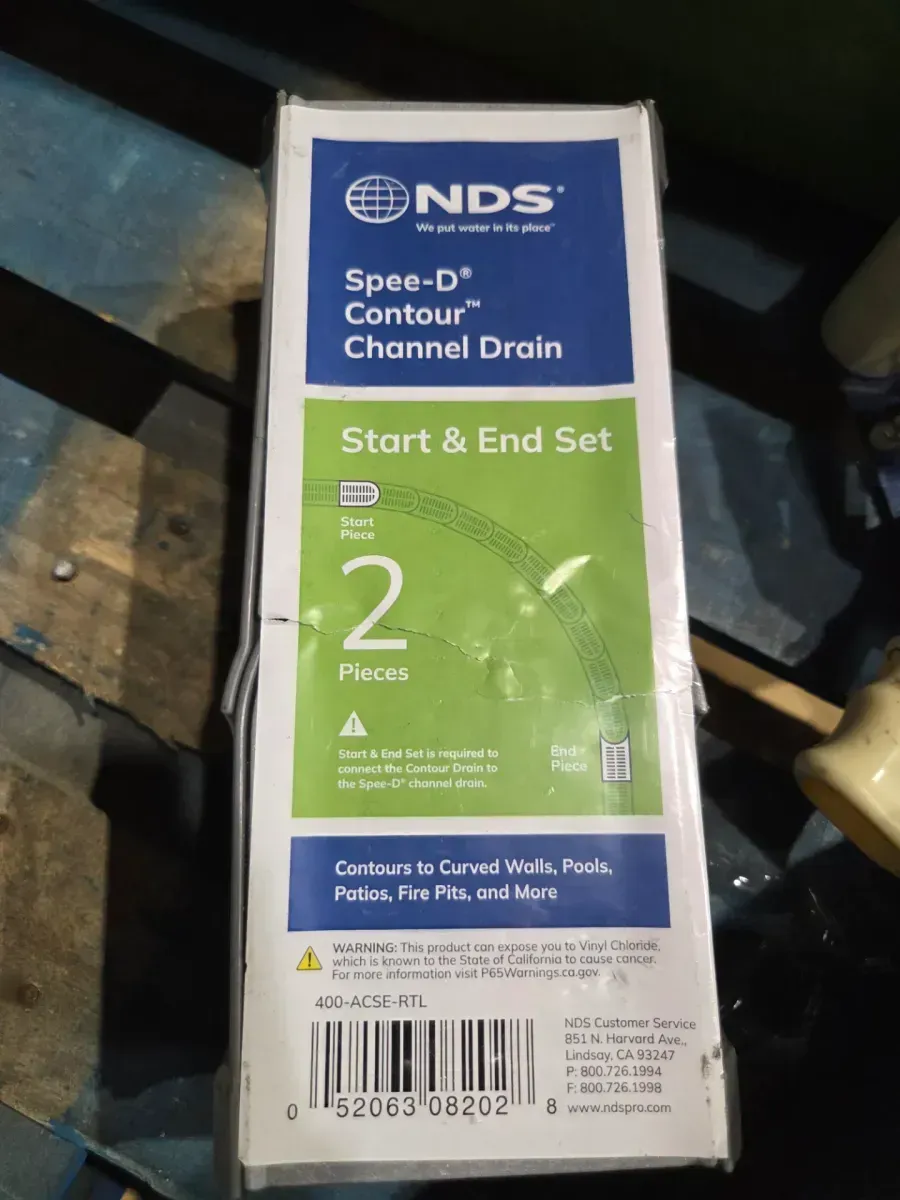 NDS®
We put water in its place™
Spee-D®
Contour™
Channel Drain
Start & End Set
Start
Piece
2
Pieces
Start & End Set is required to
connect the Contour Drain to
the Spee-D® channel drain.
End
Piece
Contours to Curved Walls, Pools,
Patios, Fire Pits, and More
WARNING: This product can expose you to Vinyl Chloride,
which is known to the State of California to cause cancer.
For more information visit P65Warnings.ca.gov.
400-ACSE-RTL
NDS Customer Service
851 N. Harvard Ave.,
Lindsay, CA 93247
P: 800.726.1994
F: 800.726.1998
www.ndspro.com
0 52063 08202 8